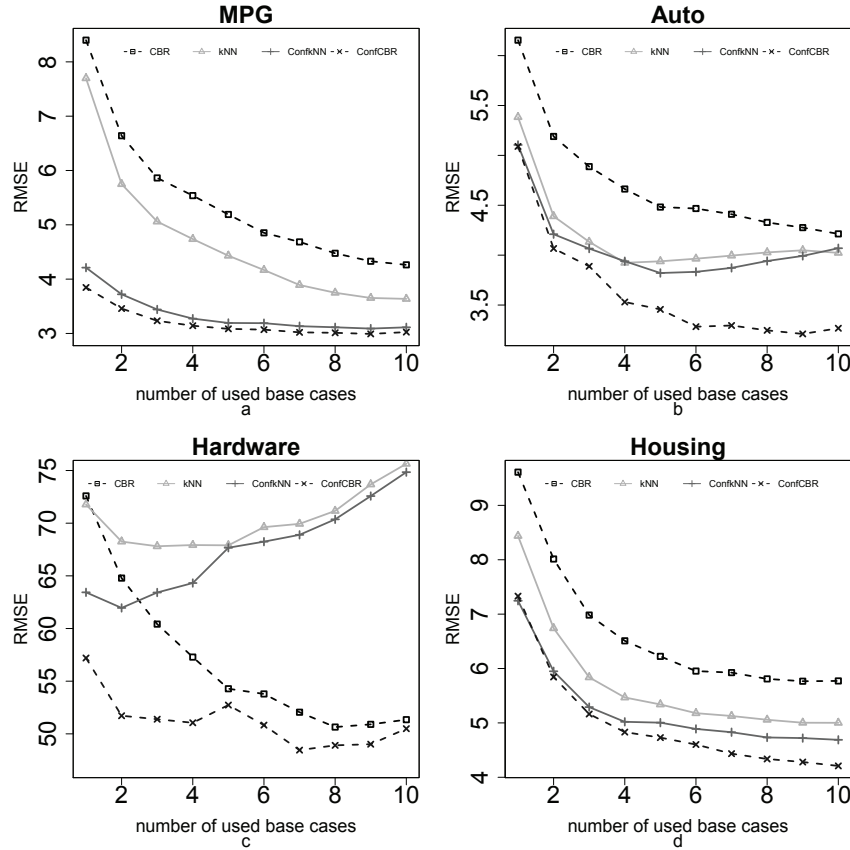 MPG
CBR kNN ConfkNN ConfCBR
RMSE
3 4 5 6 7 8
2 4 6 8 10
number of used base cases
a
Auto
CBR kNN ConfkNN ConfCBR
RMSE
3.5 4.5 5.5
2 4 6 8 10
number of used base cases
b
Hardware
CBR kNN ConfkNN ConfCBR
RMSE
50 55 60 65 70 75
2 4 6 8 10
number of used base cases
c
Housing
CBR kNN ConfkNN ConfCBR
RMSE
4 5 6 7 8 9
2 4 6 8 10
number of used base cases
d